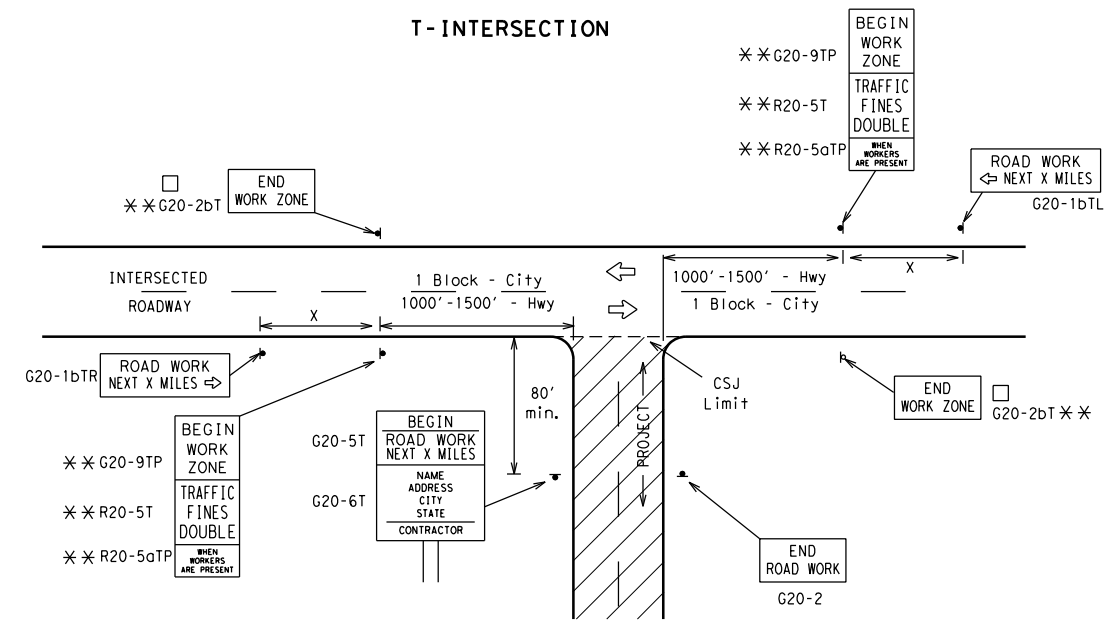 T-INTERSECTION
BEGIN
WORK
ZONE
TRAFFIC
FINES
DOUBLE
WHEN
WORKERS
ARE PRESENT
**G20-9TP
**R20-5T
**R20-5aTP
ROAD WORK
⇦ NEXT X MILES
G20-1bTL
□
**G20-2bT
END
WORK ZONE
INTERSECTED
ROADWAY
1 Block - City
1000'-1500' - Hwy
1000'-1500' - Hwy
1 Block - City
X
X
G20-1bTR
ROAD WORK
NEXT X MILES ⇨
80'
min.
CSJ
Limit
PROJECT
END
WORK ZONE
□
G20-2bT**
BEGIN
WORK
ZONE
TRAFFIC
FINES
DOUBLE
WHEN
WORKERS
ARE PRESENT
**G20-9TP
**R20-5T
**R20-5aTP
G20-5T
G20-6T
BEGIN
ROAD WORK
NEXT X MILES
NAME
ADDRESS
CITY
STATE
CONTRACTOR
END
ROAD WORK
G20-2